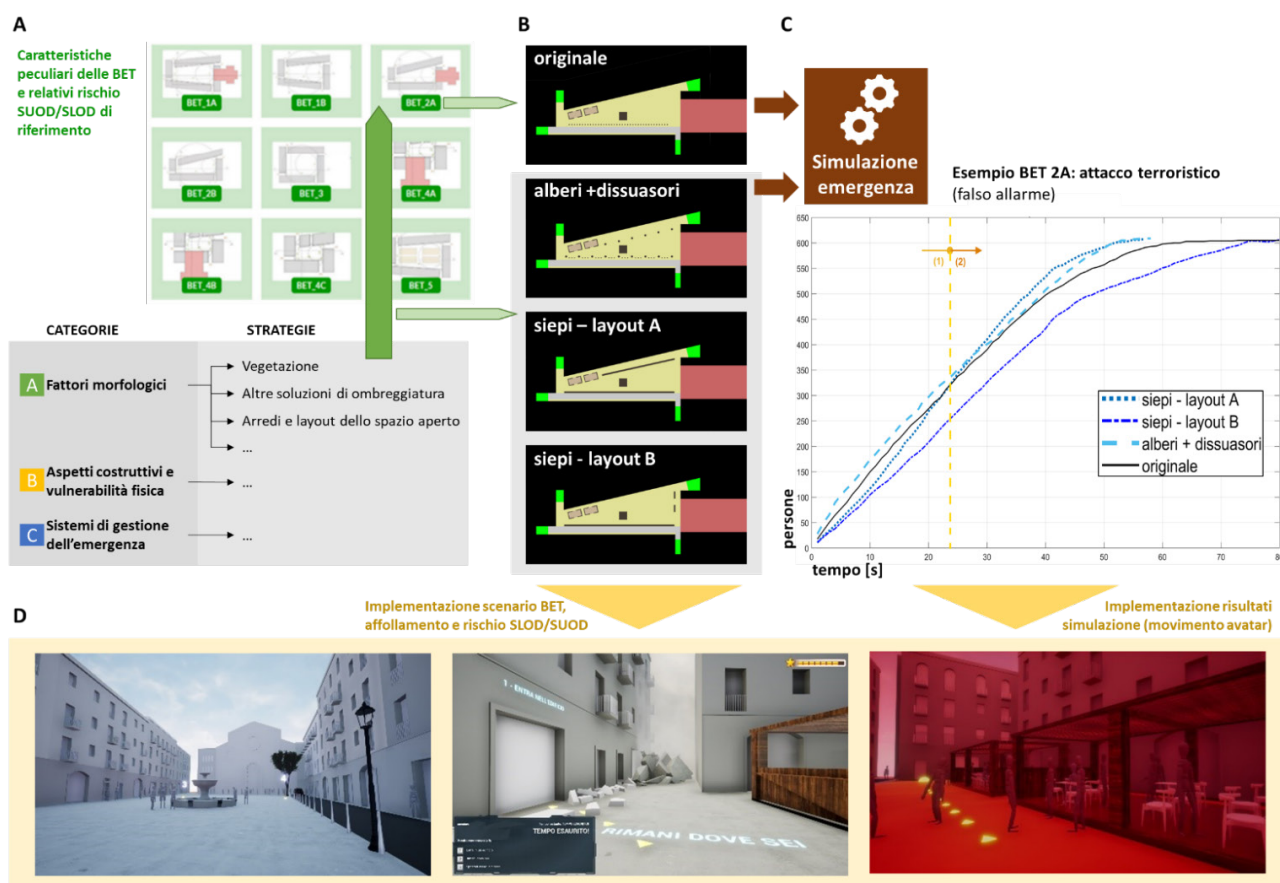 A
Caratteristiche
peculiari delle BET
e relativi rischio
SUOD/SLOD di
riferimento
BET_1A
BET_1B
BET_2A
BET_2B
BET_3
BET_4A
BET_4B
BET_4C
BET_5
CATEGORIE
STRATEGIE
A Fattori morfologici
Vegetazione
Altre soluzioni di ombreggiatura
Arredi e layout dello spazio aperto
...
B Aspetti costruttivi e
vulnerabilità fisica
...
C Sistemi di gestione
dell'emergenza
...
B
originale
alberi +dissuasori
siepi – layout A
siepi - layout B
C
Simulazione
emergenza
Esempio BET 2A: attacco terroristico
(falso allarme)
650
600
550
500
450
400
350
300
250
200
150
100
50
0
(1)
(2)
siepi - layout A
siepi - layout B
alberi + dissuasori
originale
persone
0 10 20 30 40 50 60 70 80
tempo [s]
Implementazione scenario BET,
affollamento e rischio SLOD/SUOD
Implementazione risultati
simulazione (movimento avatar)
D
1 - ENTRA NELL'EDIFICIO
TEMPO ESAURITO!
RIMANI DOVE SEI